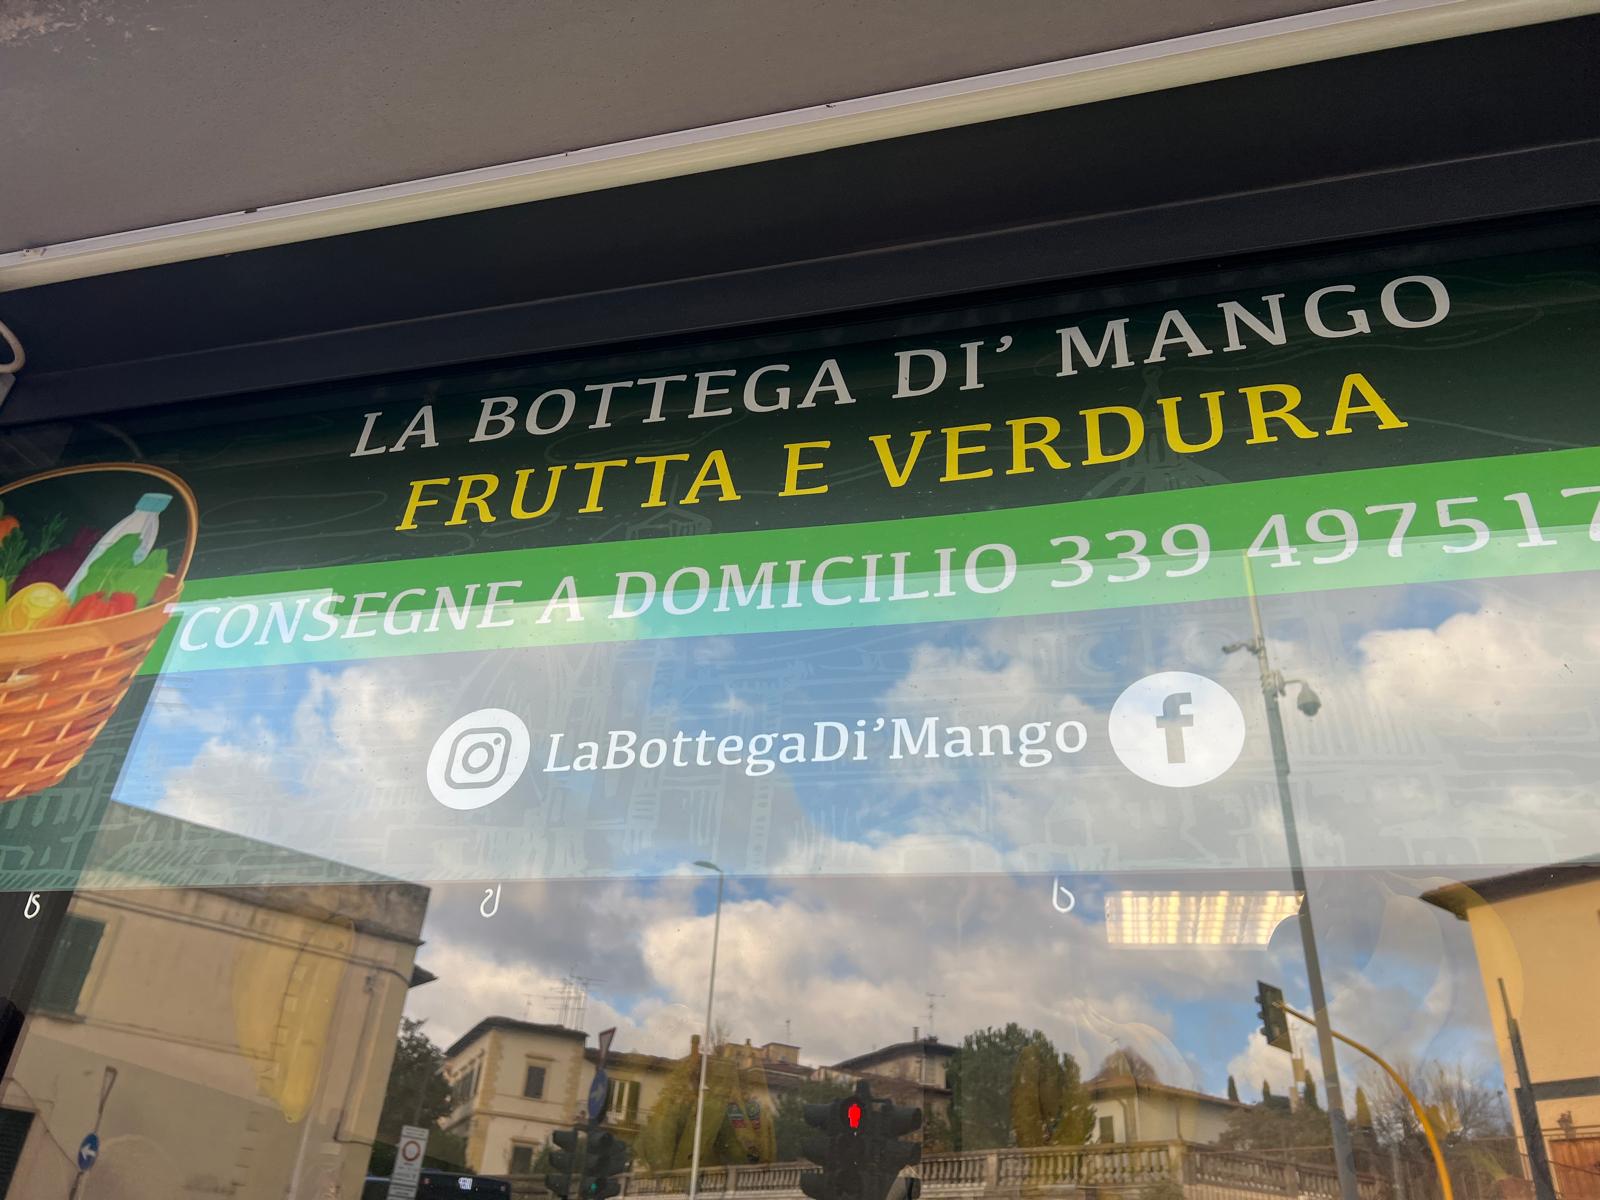 LA BOTTEGA DI' MANGO
FRUTTA E VERDURA
CONSEGNE A DOMICILIO 339 497517
LaBottegaDi'Mango